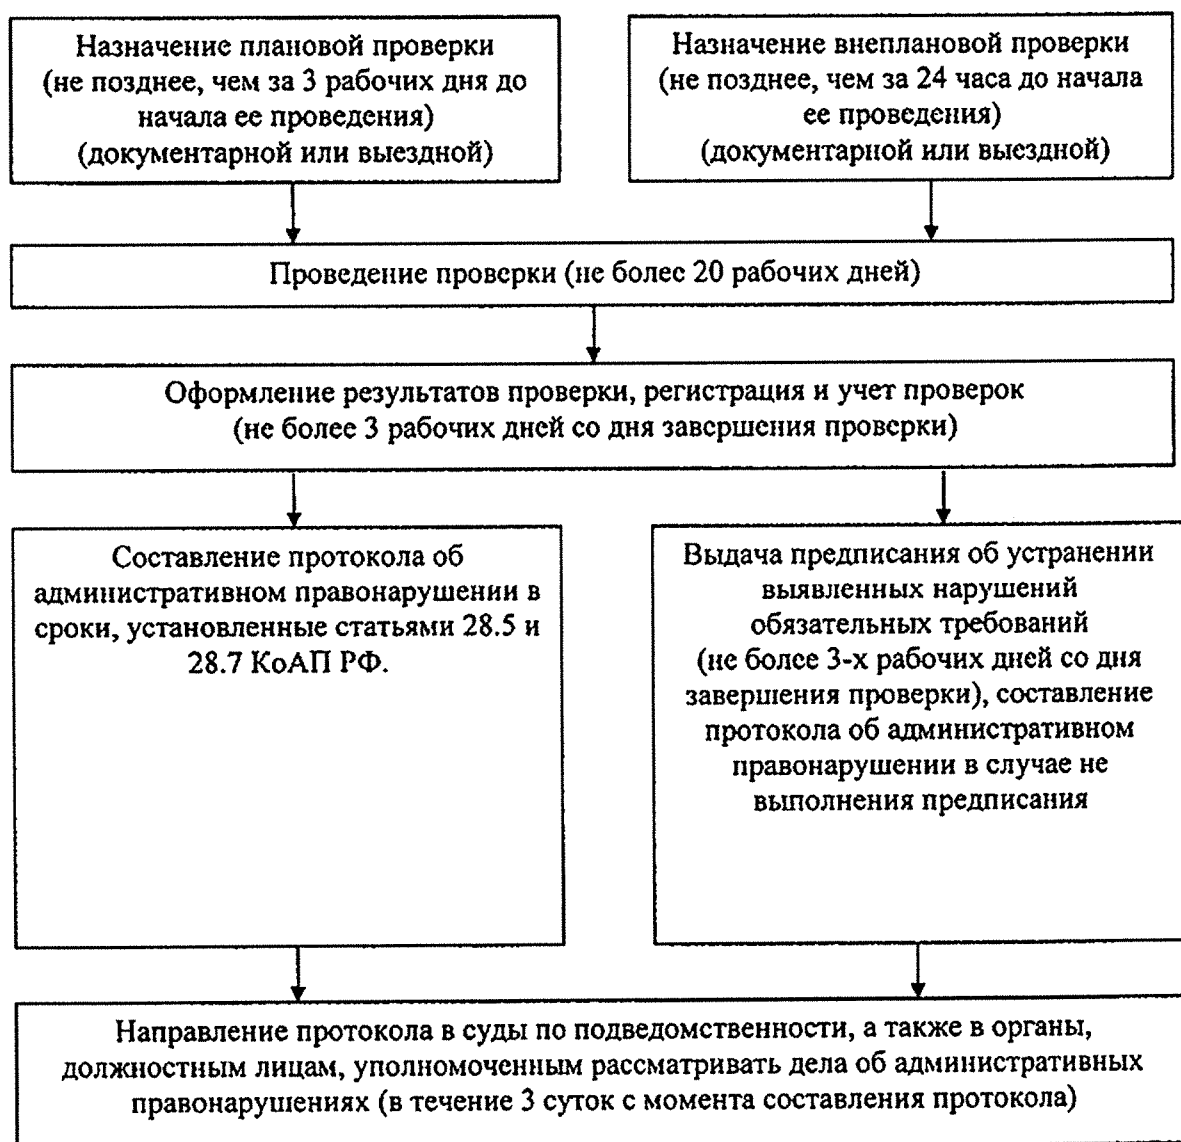 Назначение плановой проверки
(не позднее, чем за 3 рабочих дня до
начала ее проведения)
(документарной или выездной)
Назначение внеплановой проверки
(не позднее, чем за 24 часа до начала
ее проведения)
(документарной или выездной)
Проведение проверки (не более 20 рабочих дней)
Оформление результатов проверки, регистрация и учет проверок
(не более 3 рабочих дней со дня завершения проверки)
Составление протокола об
административном правонарушении в
сроки, установленные статьями 28.5 и
28.7 КоАП РФ.
Выдача предписания об устранении
выявленных нарушений
обязательных требований
(не более 3-х рабочих дней со дня
завершения проверки), составление
протокола об административном
правонарушении в случае не
выполнения предписания
Направление протокола в суды по подведомственности, а также в органы,
должностным лицам, уполномоченным рассматривать дела об административных
правонарушениях (в течение 3 суток с момента составления протокола)